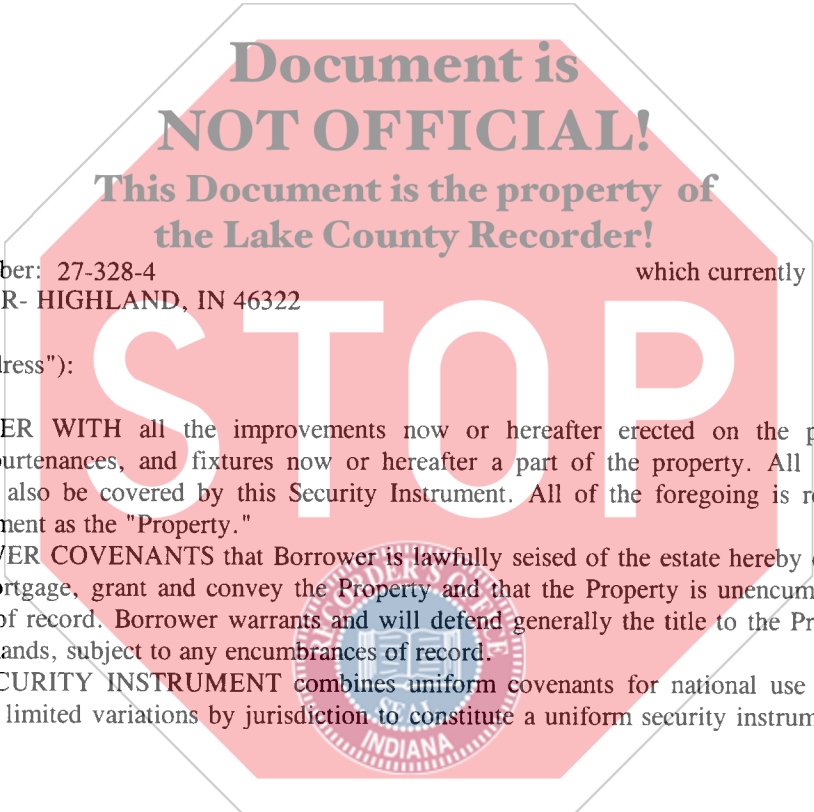 Document is
NOT OFFICIAL!
This Document is the property of
the Lake County Recorder!
ber: 27-328-4 which currently
R- HIGHLAND, IN 46322
STOP
lress"):
ER WITH all the improvements now or hereafter erected on the p
ourtenances, and fixtures now or hereafter a part of the property. All
also be covered by this Security Instrument. All of the foregoing is re
ment as the "Property."
VER COVENANTS that Borrower is lawfully seised of the estate hereby
ortgage, grant and convey the Property and that the Property is unencum
of record. Borrower warrants and will defend generally the title to the Pr
ands, subject to any encumbrances of record.
CURITY INSTRUMENT combines uniform covenants for national use
limited variations by jurisdiction to constitute a uniform security instrum
RECORDER'S OFFICE
SEAL
INDIANA